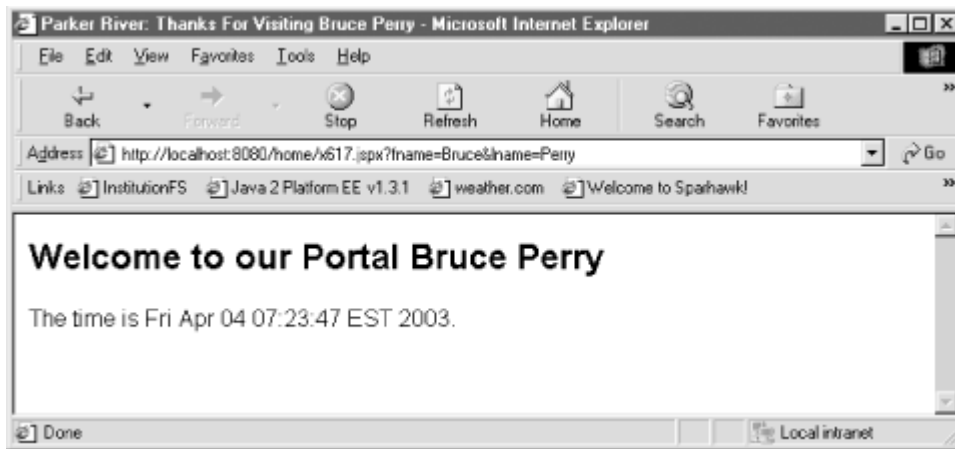 Parker River: Thanks For Visiting Bruce Perry - Microsoft Internet Explorer
File Edit View Favorites Tools Help
Back Forward Stop Refresh Home Search Favorites »
Address http://localhost:8080/home/x617.jspx?fname=Bruce&lname=Perry Go
Links InstitutionFS Java 2 Platform EE v1.3.1 weather.com Welcome to Sparhawk! »
Welcome to our Portal Bruce Perry
The time is Fri Apr 04 07:23:47 EST 2003.
Done Local intranet